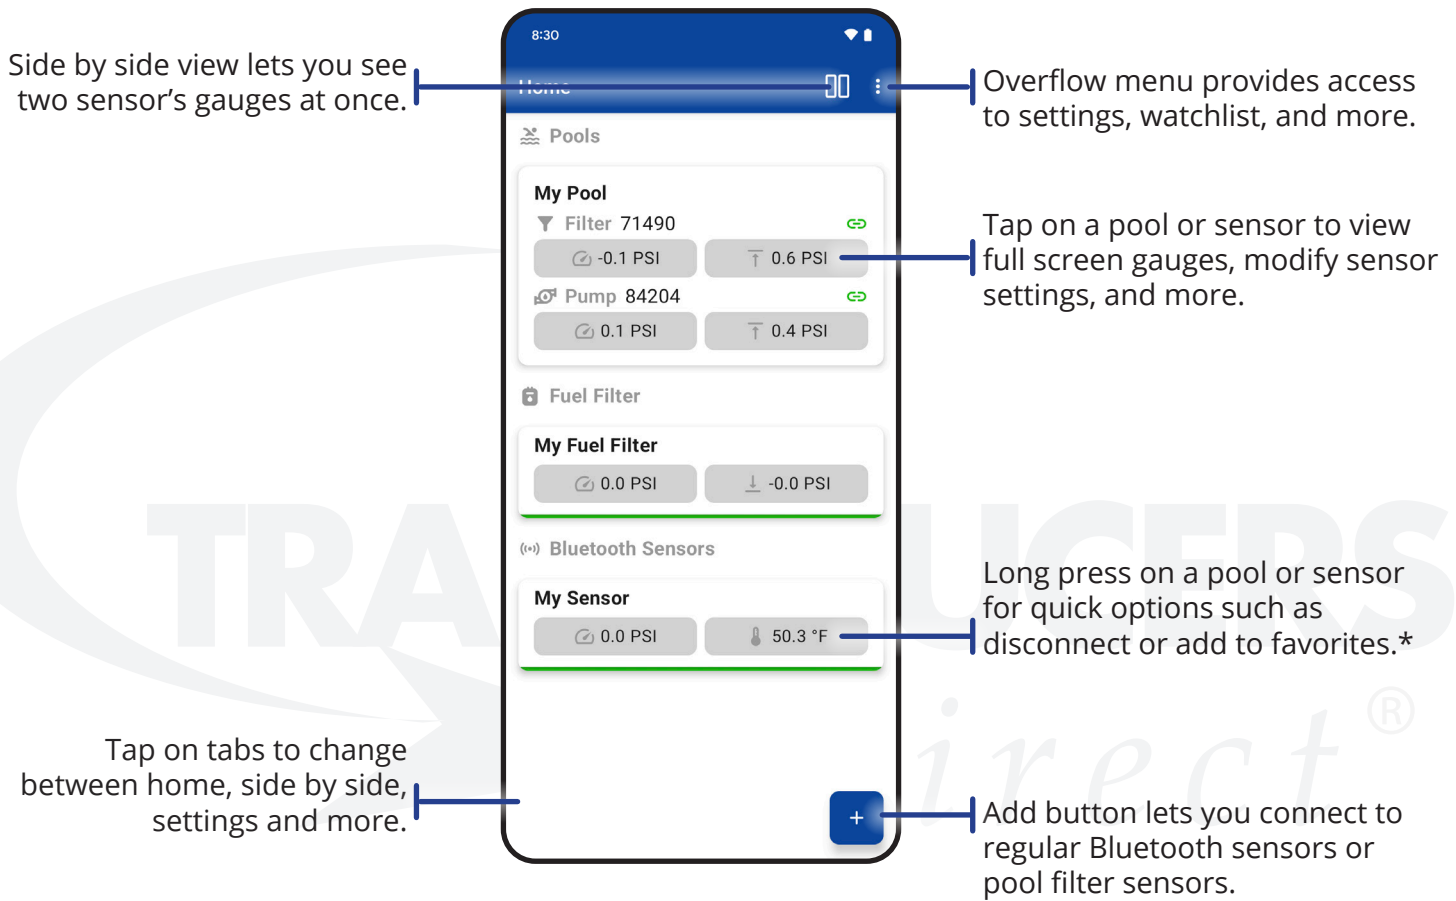 Side by side view lets you see
two sensor's gauges at once.
8:30
Home
Overflow menu provides access
to settings, watchlist, and more.
Pools
My Pool
Filter 71490
-0.1 PSI
0.6 PSI
Pump 84204
0.1 PSI
0.4 PSI
Tap on a pool or sensor to view
full screen gauges, modify sensor
settings, and more.
Fuel Filter
My Fuel Filter
0.0 PSI
-0.0 PSI
Bluetooth Sensors
My Sensor
0.0 PSI
50.3 °F
Long press on a pool or sensor
for quick options such as
disconnect or add to favorites.*
Tap on tabs to change
between home, side by side,
settings and more.
+
Add button lets you connect to
regular Bluetooth sensors or
pool filter sensors.